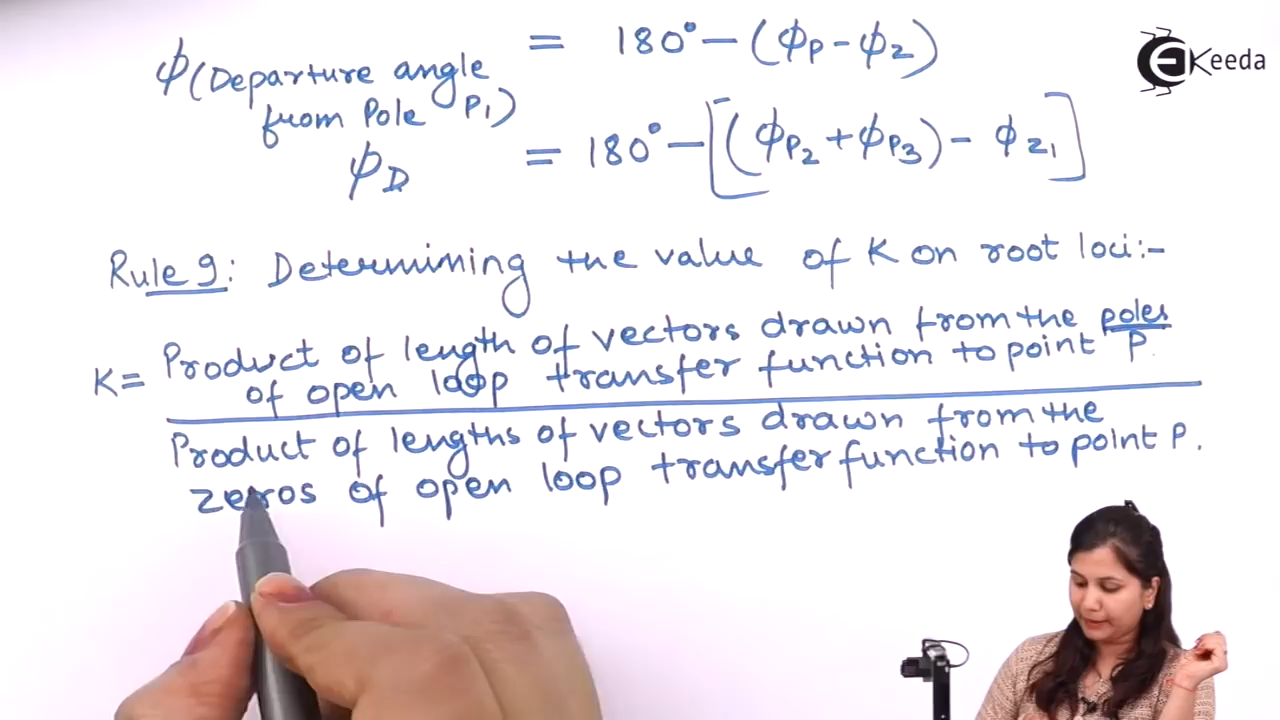 ϕ(Departure angle = 180° − (ϕP − ϕZ)
from Pole P1)
ϕD = 180° − [(ϕP2 + ϕP3) − ϕZ1]
Rule 9: Determining the value of K on root loci:-
K = Product of length of vectors drawn from the poles
of open loop transfer function to point P.
Product of lengths of vectors drawn from the
zeros of open loop transfer function to point P.
EKeeda